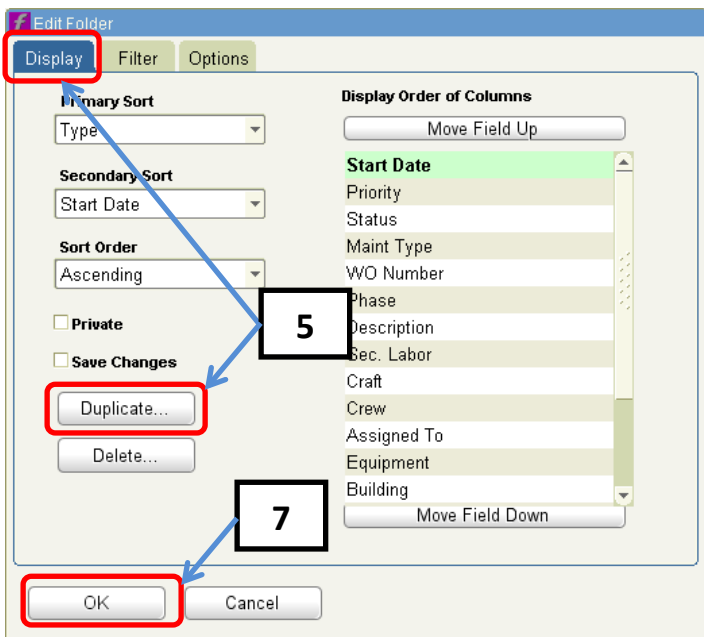 f Edit Folder
Display Filter Options
Primary Sort
Type
Secondary Sort
Start Date
Sort Order
Ascending
Private
Save Changes
Duplicate...
Delete...
Display Order of Columns
Move Field Up
Start Date
Priority
Status
Maint Type
WO Number
Phase
Description
Sec. Labor
Craft
Crew
Assigned To
Equipment
Building
Move Field Down
5
7
OK Cancel